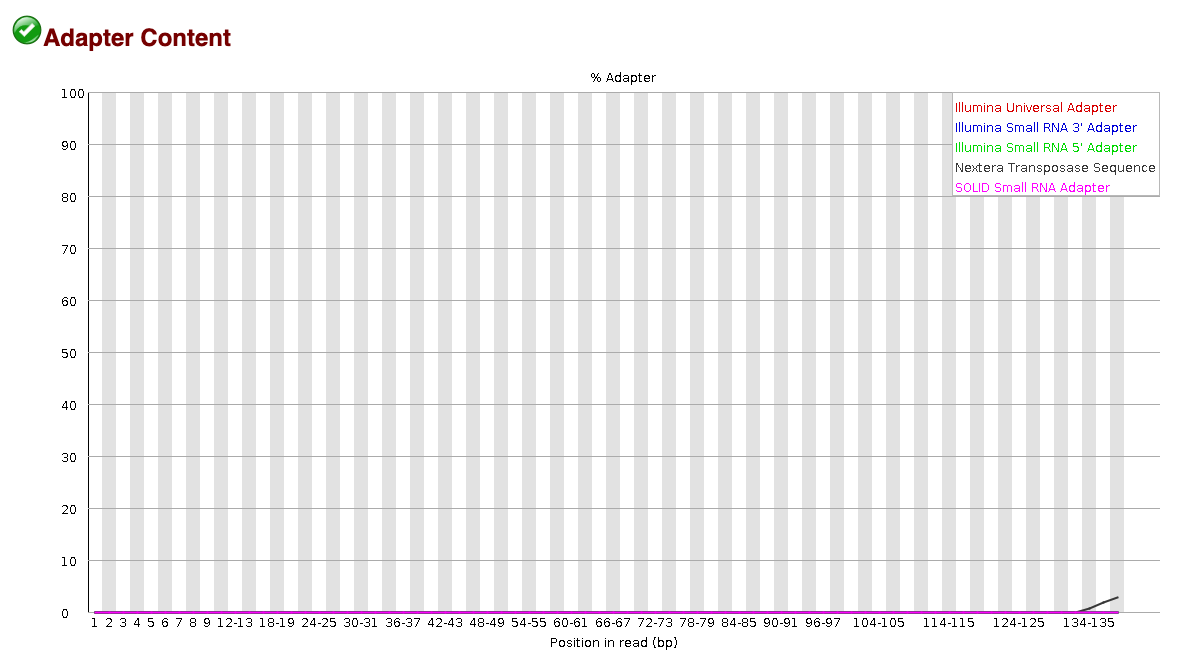 Adapter Content
% Adapter
100
90
80
70
60
50
40
30
20
10
0
Illumina Universal Adapter
Illumina Small RNA 3' Adapter
Illumina Small RNA 5' Adapter
Nextera Transposase Sequence
SOLID Small RNA Adapter
1 2 3 4 5 6 7 8 9 12-13 18-19 24-25 30-31 36-37 42-43 48-49 54-55 60-61 66-67 72-73 78-79 84-85 90-91 96-97 104-105 114-115 124-125 134-135
Position in read (bp)